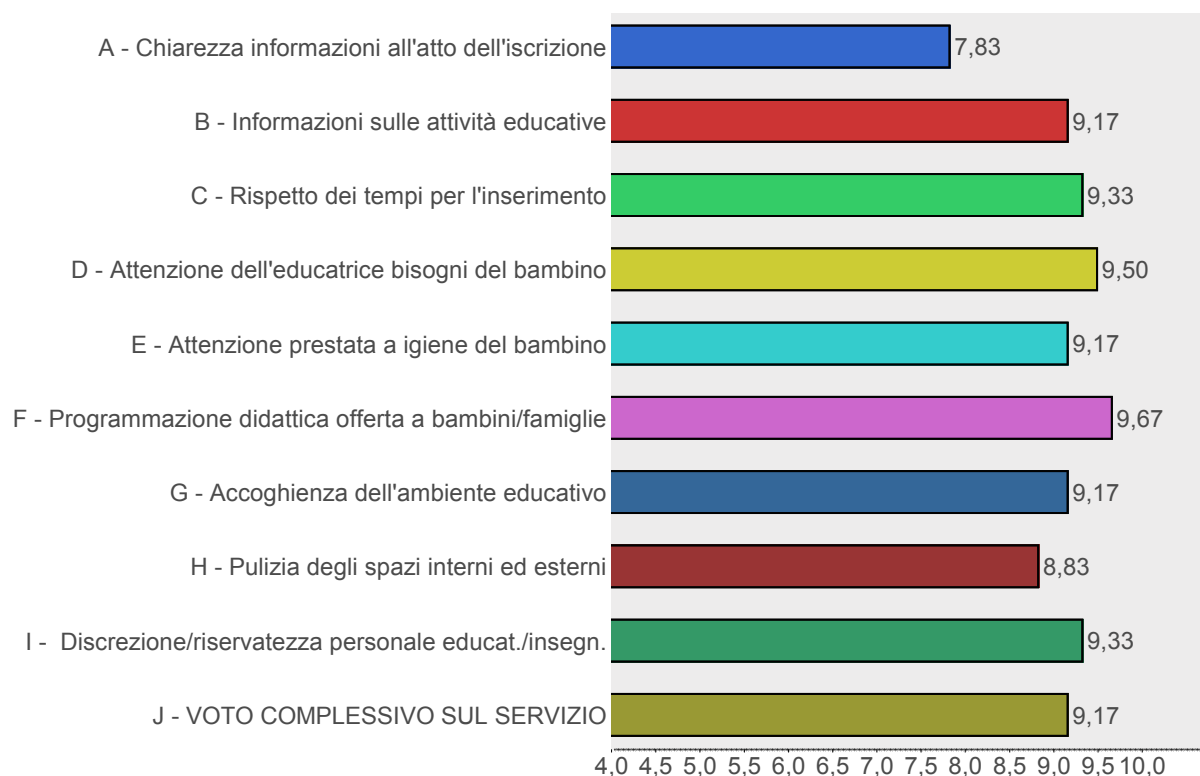 A - Chiarezza informazioni all'atto dell'iscrizione 7,83
B - Informazioni sulle attività educative 9,17
C - Rispetto dei tempi per l'inserimento 9,33
D - Attenzione dell'educatrice bisogni del bambino 9,50
E - Attenzione prestata a igiene del bambino 9,17
F - Programmazione didattica offerta a bambini/famiglie 9,67
G - Accoghienza dell'ambiente educativo 9,17
H - Pulizia degli spazi interni ed esterni 8,83
I -  Discrezione/riservatezza personale educat./insegn. 9,33
J - VOTO COMPLESSIVO SUL SERVIZIO 9,17
4,0 4,5 5,0 5,5 6,0 6,5 7,0 7,5 8,0 8,5 9,0 9,5 10,0